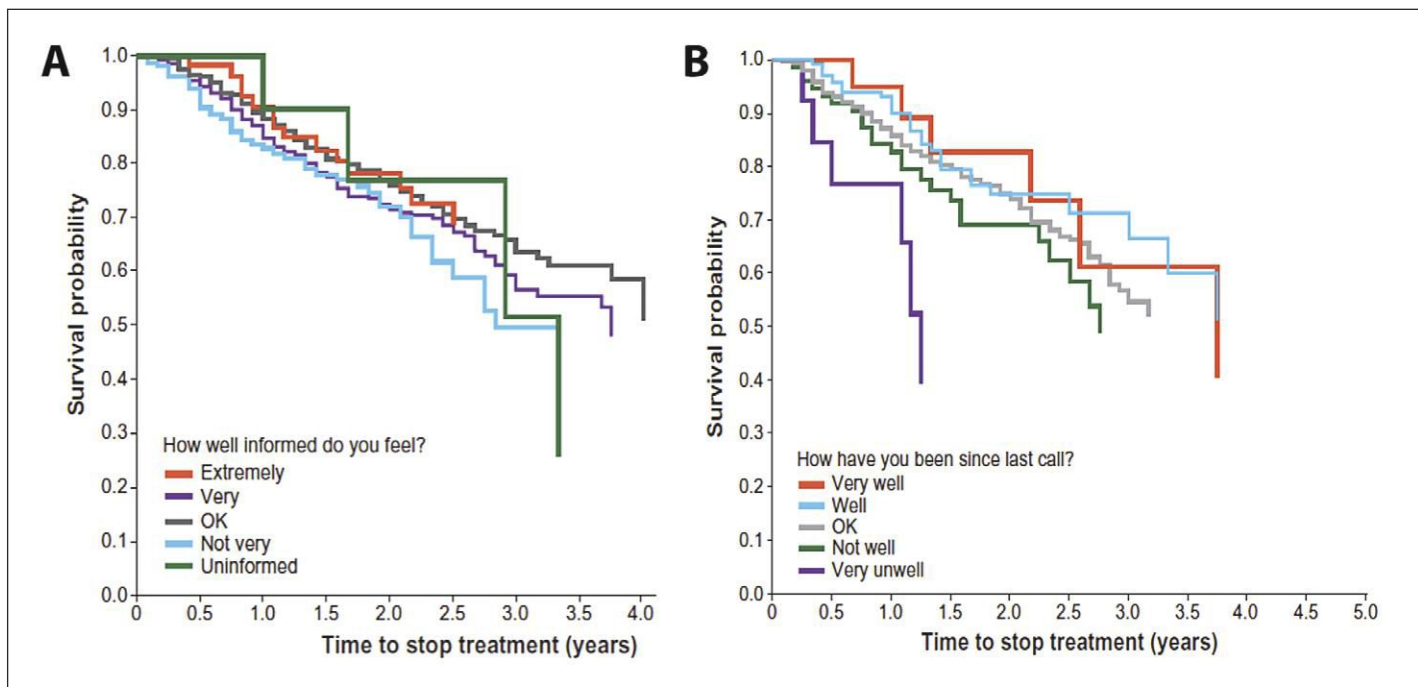 A
Survival probability
1.0
0.9
0.8
0.7
0.6
0.5
0.4
0.3
0.2
0.1
0.0
How well informed do you feel?
Extremely
Very
OK
Not very
Uninformed
0 0.5 1.0 1.5 2.0 2.5 3.0 3.5 4.0
Time to stop treatment (years)
B
Survival probability
1.0
0.9
0.8
0.7
0.6
0.5
0.4
0.3
0.2
0.1
0.0
How have you been since last call?
Very well
Well
OK
Not well
Very unwell
0 0.5 1.0 1.5 2.0 2.5 3.0 3.5 4.0 4.5 5.0
Time to stop treatment (years)